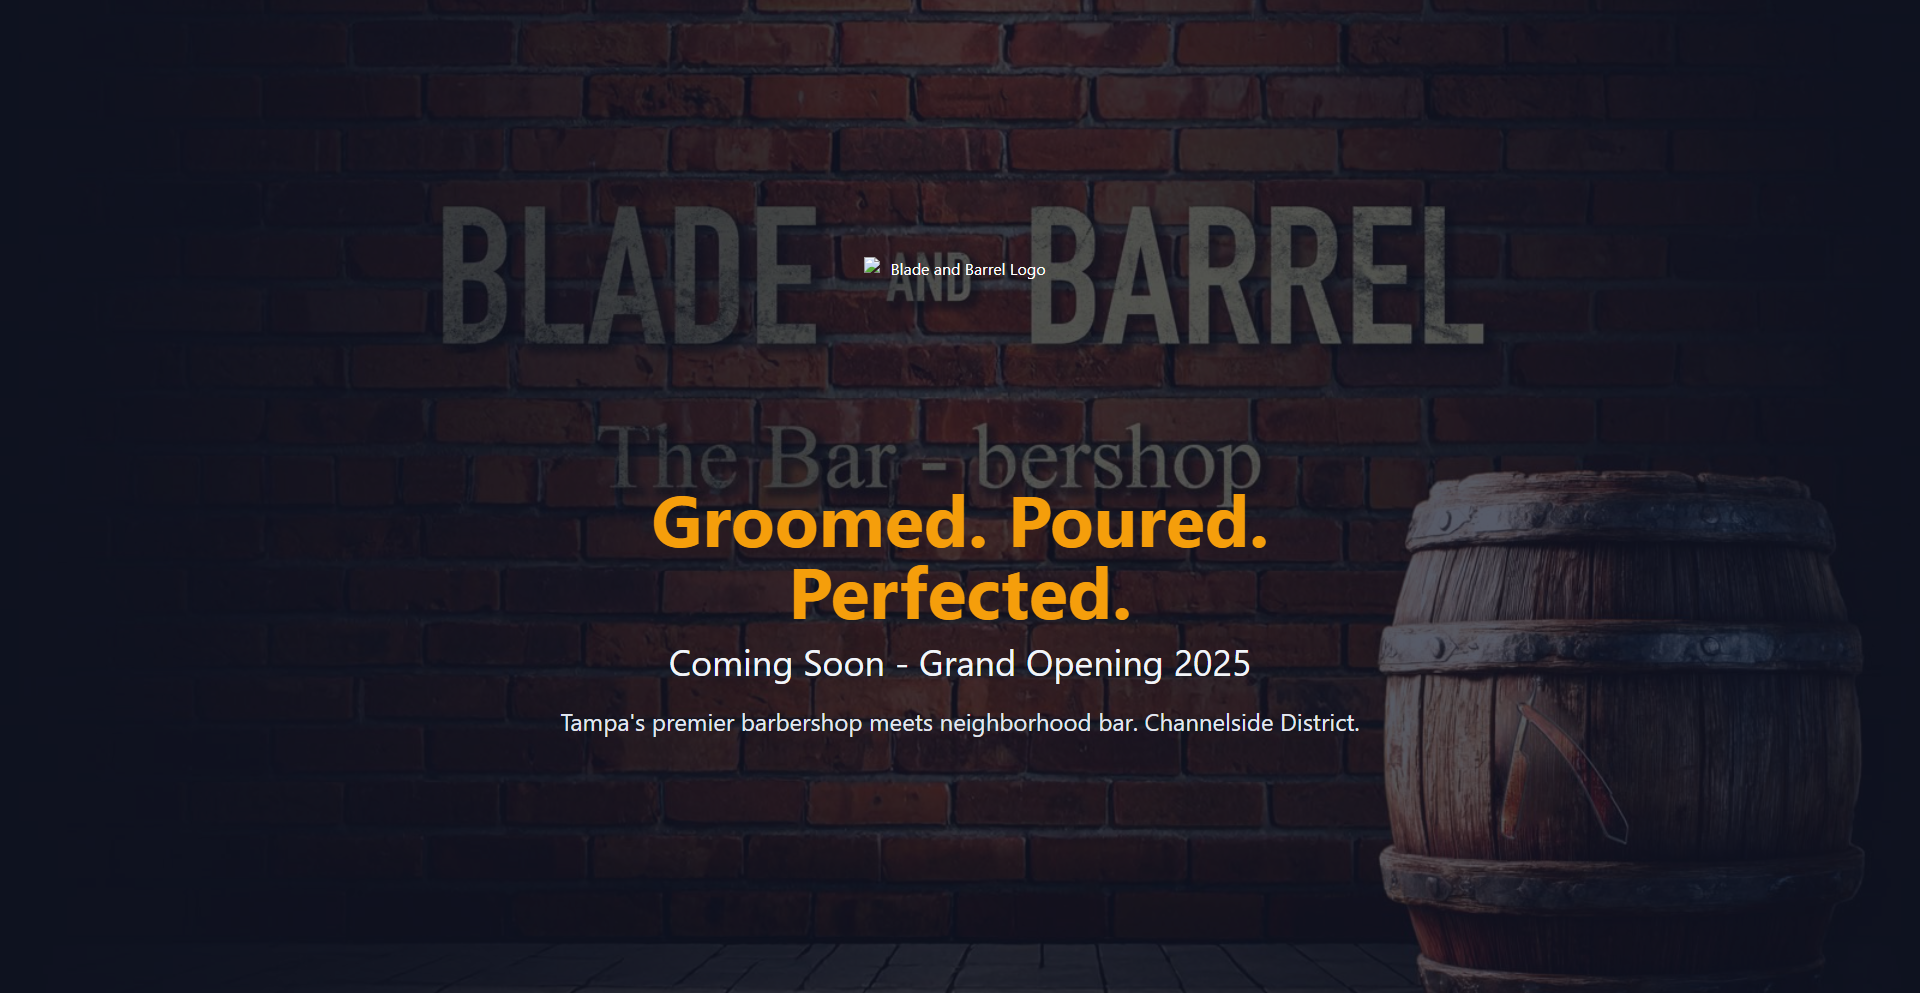 BLADE AND BARREL
Blade and Barrel Logo
The Bar - bershop
Groomed. Poured.
Perfected.
Coming Soon - Grand Opening 2025
Tampa's premier barbershop meets neighborhood bar. Channelside District.